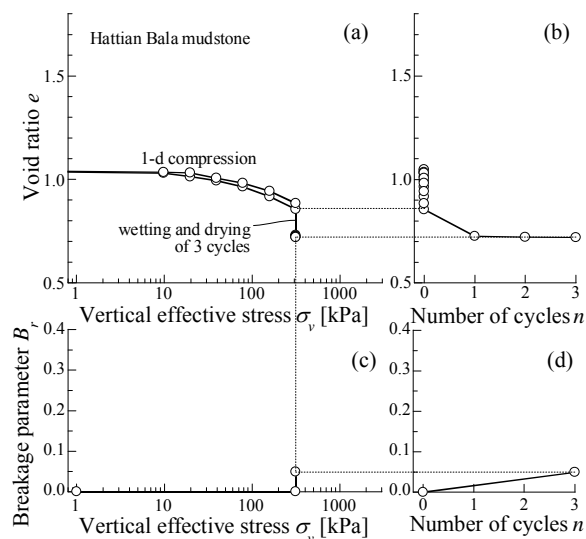 Hattian Bala mudstone
(a)
(b)
Void ratio e
1.5
1.0
0.5
1-d compression
wetting and drying
of 3 cycles
1 10 100 1000
Vertical effective stress σv [kPa]
1.5
1.0
0.5
0 1 2 3
Number of cycles n
Breakage parameter Br
0.4
0.3
0.2
0.1
0.0
(c)
1 10 100 1000
Vertical effective stress σv [kPa]
(d)
0.4
0.3
0.2
0.1
0.0
0 1 2 3
Number of cycles n